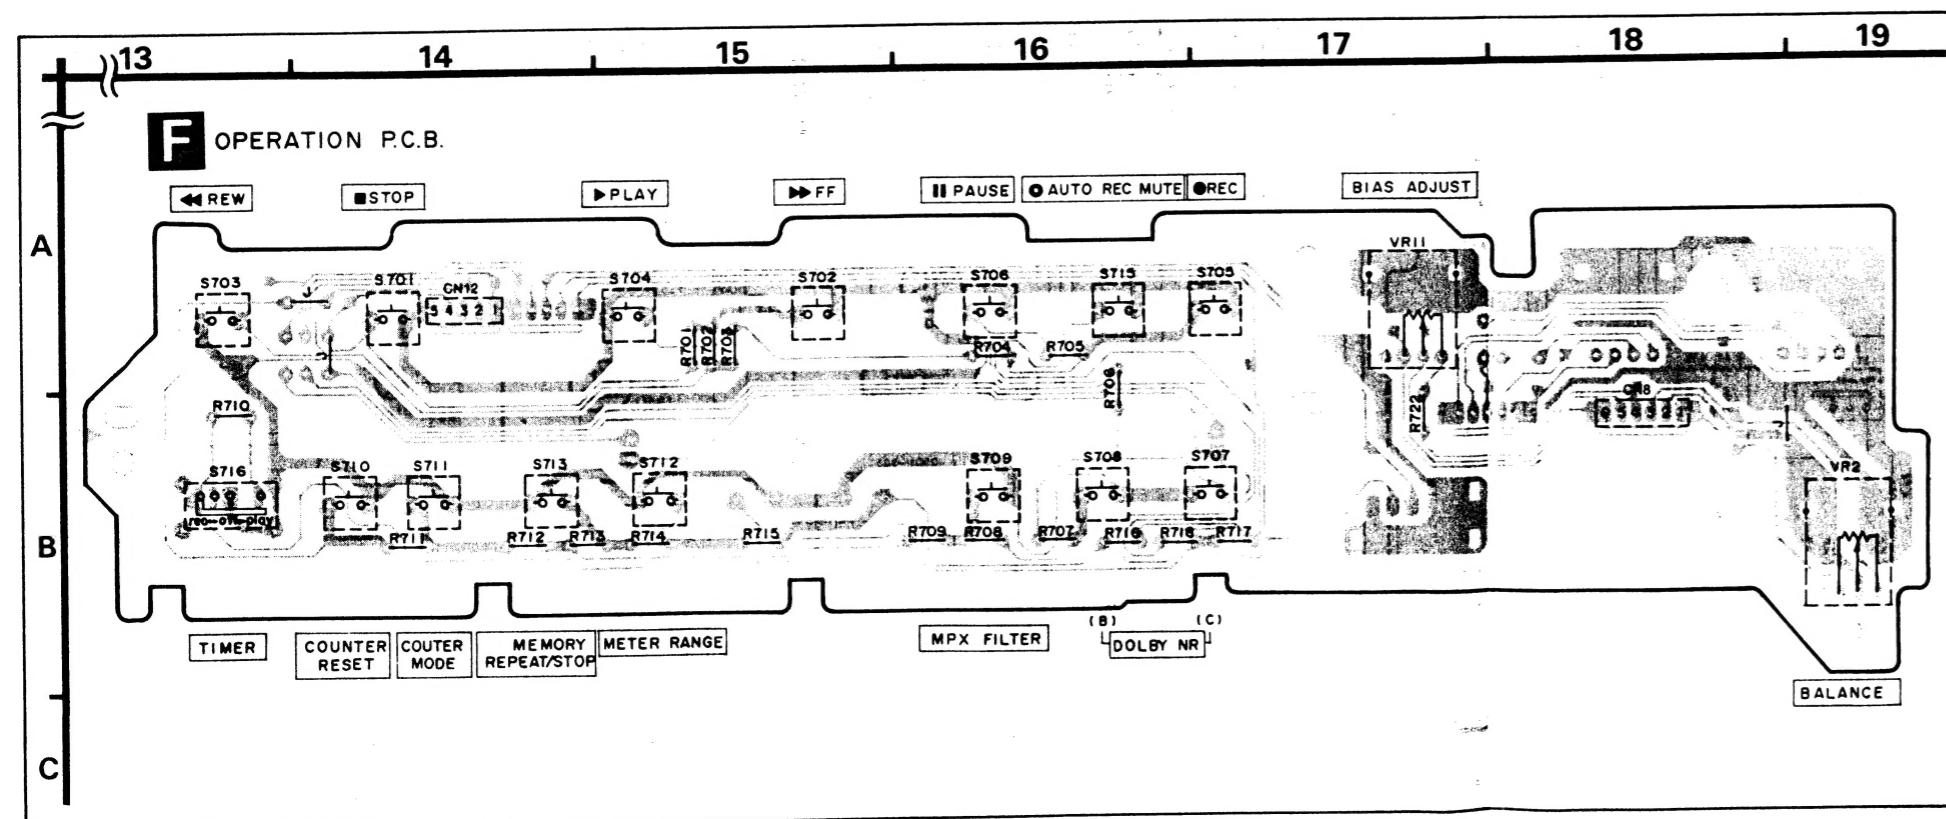 13 14 15 16 17 18 19
F OPERATION P.C.B.
◀◀ REW ■STOP ▶PLAY ▶▶FF ❚❚ PAUSE AUTO REC MUTE ●REC BIAS ADJUST
A
VR11
S703 S701 CN12 S704 S702 S706 S715 S705
5 4 3 2 1
J
J
R701 R702 R703 R704 R705 R706
R710 R722 CN8
J
S716 S710 S711 S713 S712 S709 S708 S707 VR2
rec-off-play
B
R711 R712 R713 R714 R715 R709 R708 R707 R716 R718 R717
TIMER COUNTER RESET COUTER MODE MEMORY REPEAT/STOP METER RANGE MPX FILTER (B) (C) DOLBY NR
BALANCE
C